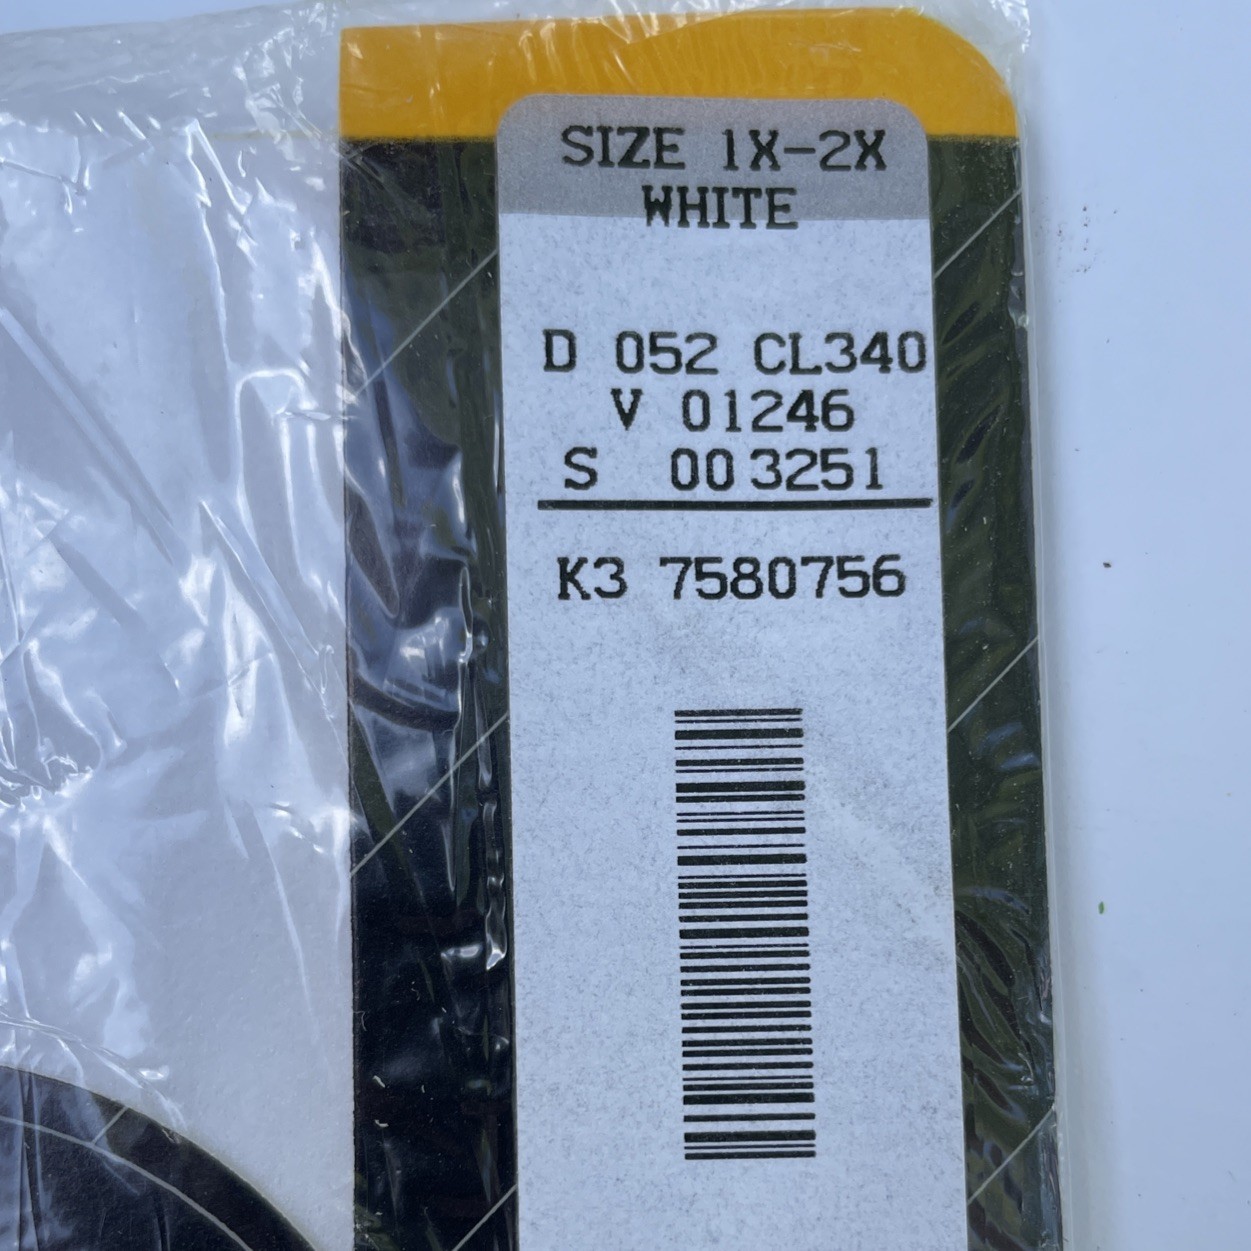 SIZE 1X-2X
WHITE
D 052 CL340
V 01246
S 003251
K3 7580756